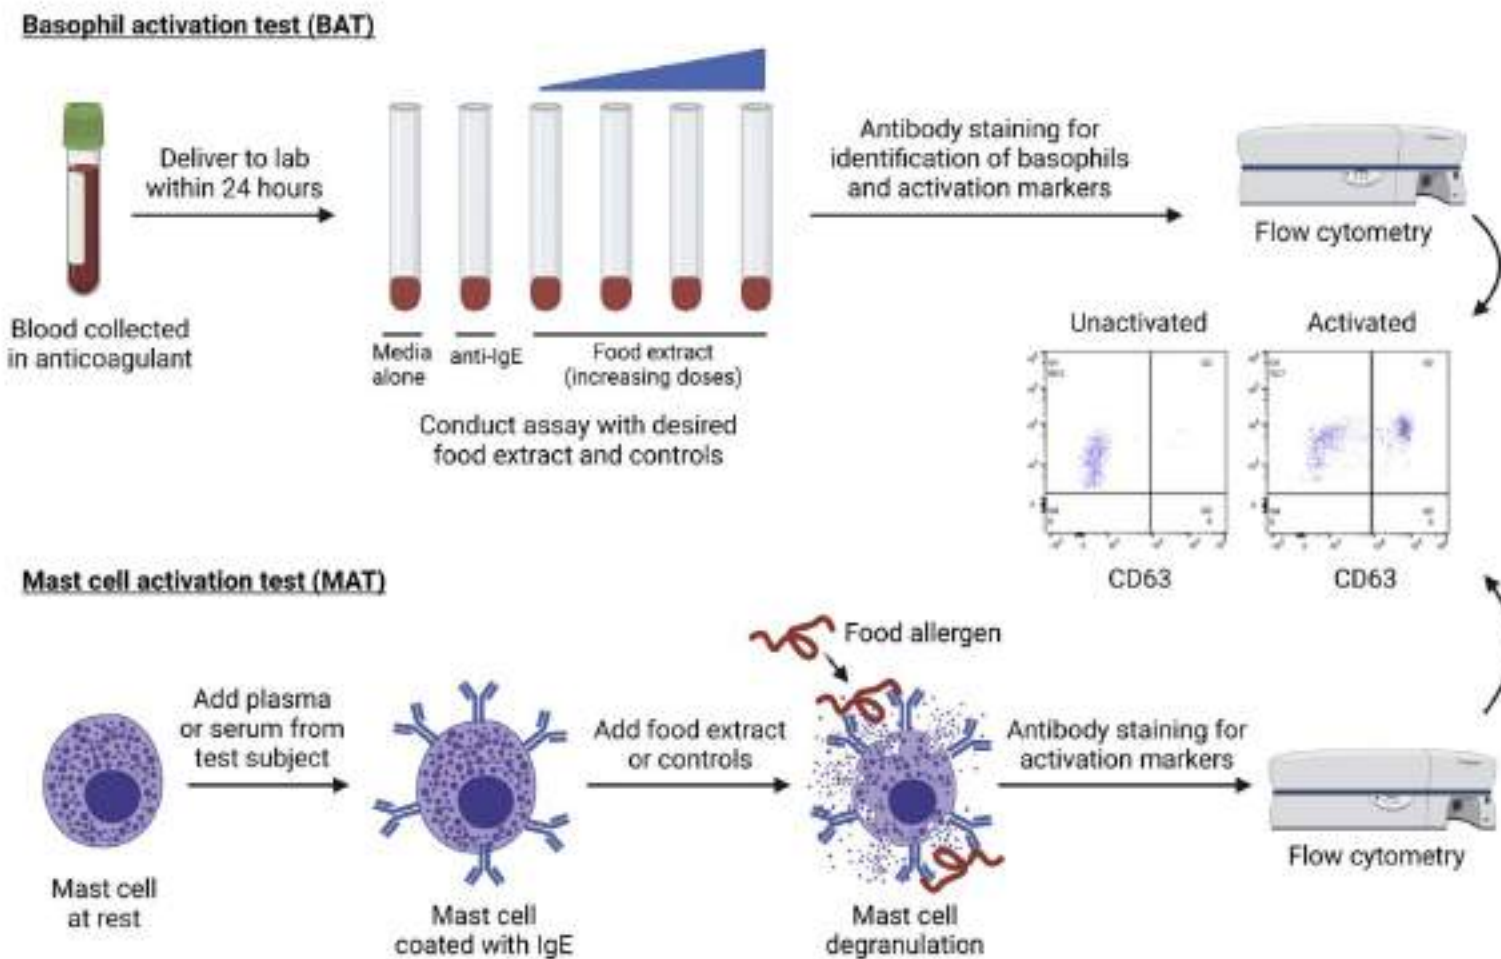 Basophil activation test (BAT)
Deliver to lab
within 24 hours
Blood collected
in anticoagulant
Media
alone
anti-IgE
Food extract
(increasing doses)
Conduct assay with desired
food extract and controls
Antibody staining for
identification of basophils
and activation markers
Flow cytometry
Unactivated
Activated
CD63
CD63
Mast cell activation test (MAT)
Mast cell
at rest
Add plasma
or serum from
test subject
Mast cell
coated with IgE
Add food extract
or controls
Food allergen
Mast cell
degranulation
Antibody staining for
activation markers
Flow cytometry